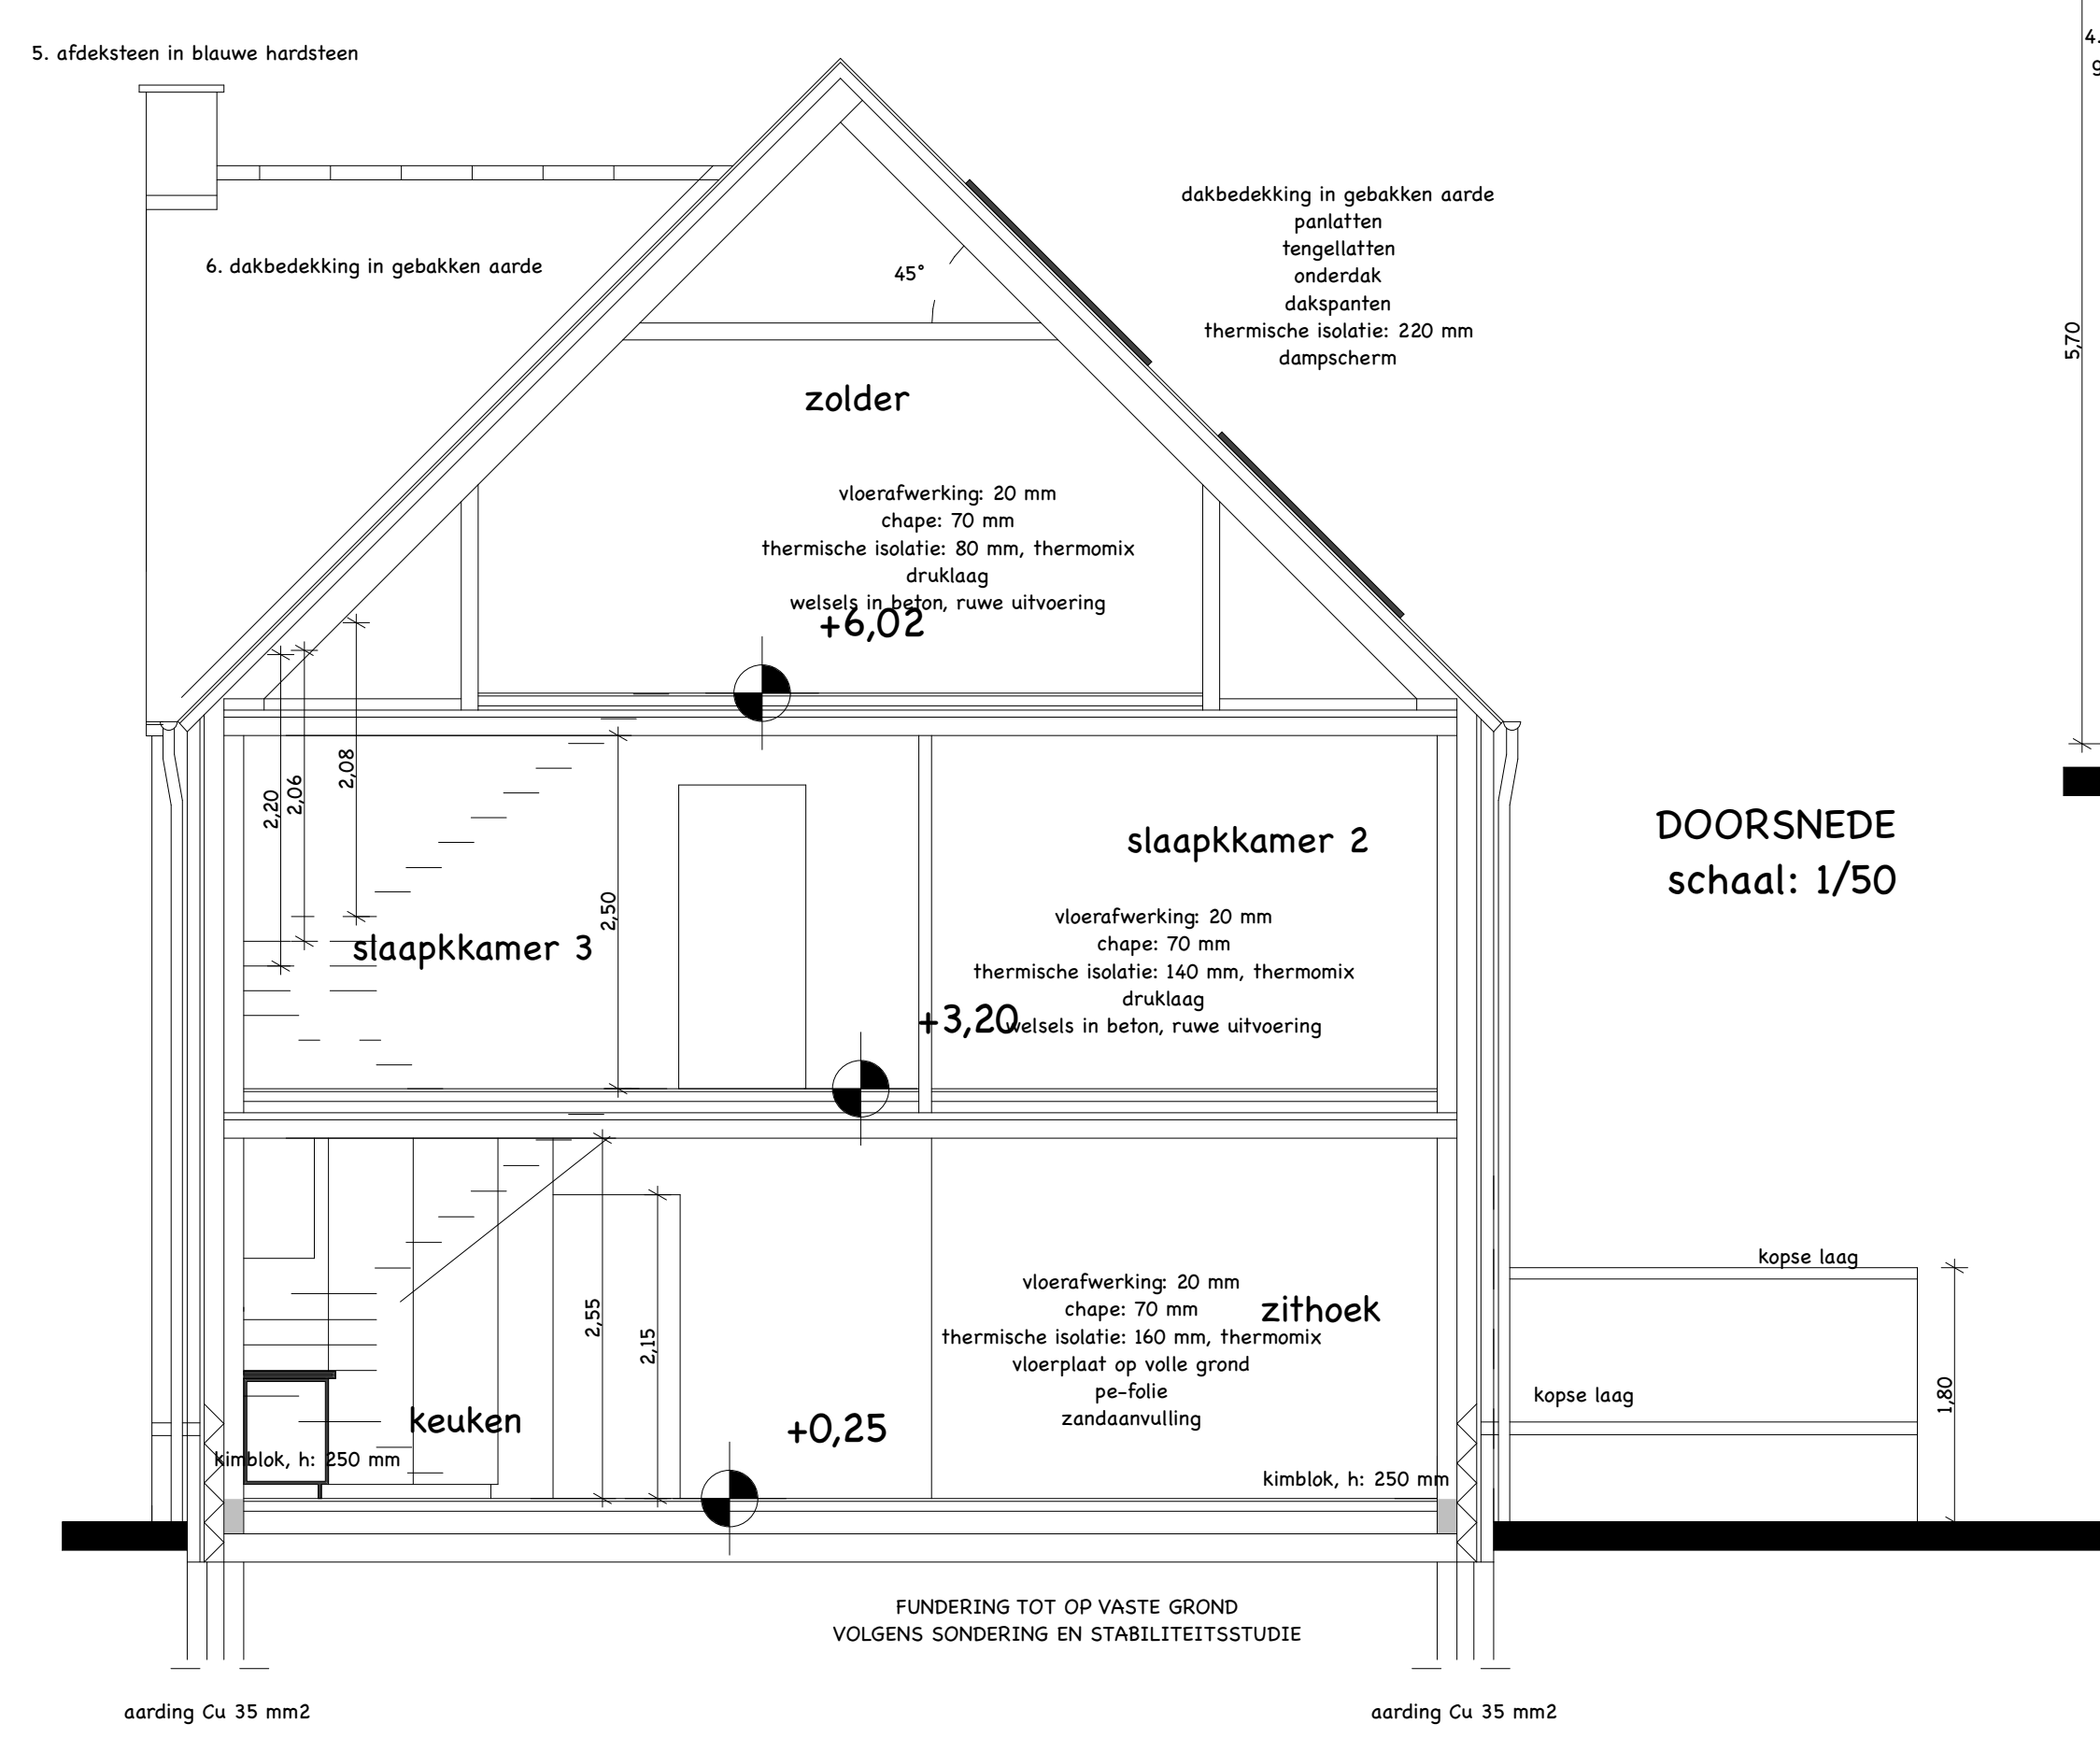 5. afdeksteen in blauwe hardsteen
4.
g
dakbedekking in gebakken aarde
panlatten
tengellatten
onderdak
dakspanten
thermische isolatie: 220 mm
dampscherm
6. dakbedekking in gebakken aarde
45°
5,70
zolder
vloerafwerking: 20 mm
chape: 70 mm
thermische isolatie: 80 mm, thermomix
druklaag
welsels in beton, ruwe uitvoering
+6,02
2,20
2,06
2,08
2,50
slaapkkamer 2
DOORSNEDE
schaal: 1/50
slaapkkamer 3
vloerafwerking: 20 mm
chape: 70 mm
thermische isolatie: 140 mm, thermomix
druklaag
welsels in beton, ruwe uitvoering
+3,20
kopse laag
vloerafwerking: 20 mm
chape: 70 mm
thermische isolatie: 160 mm, thermomix
vloerplaat op volle grond
pe-folie
zandaanvulling
zithoek
2,55
2,15
kopse laag
1,80
keuken
+0,25
kimblok, h: 250 mm
kimblok, h: 250 mm
FUNDERING TOT OP VASTE GROND
VOLGENS SONDERING EN STABILITEITSSTUDIE
aarding Cu 35 mm2
aarding Cu 35 mm2